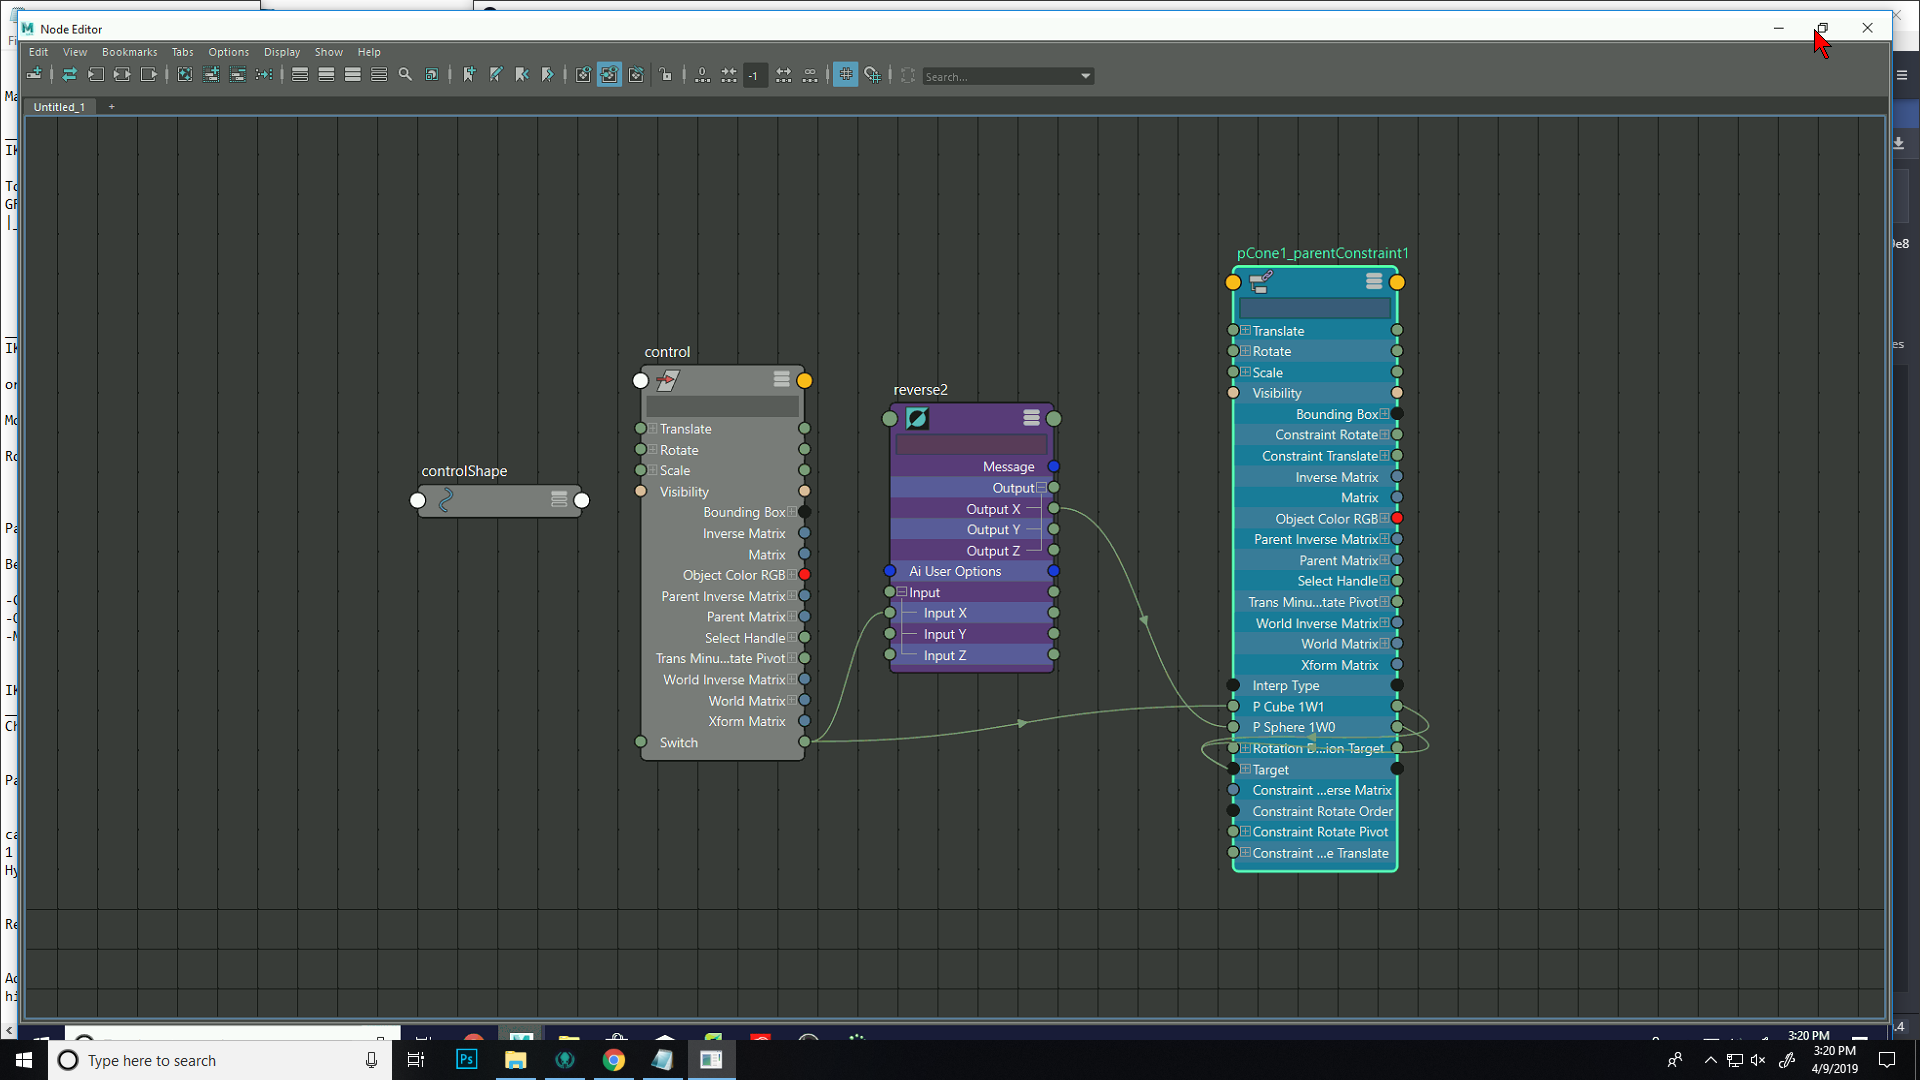 Node Editor
Edit View Bookmarks Tabs Options Display Show Help
-1
Search...
Untitled_1 +
pCone1_parentConstraint1
Translate
Rotate
Scale
Visibility
Bounding Box
Constraint Rotate
Constraint Translate
Inverse Matrix
Matrix
Object Color RGB
Parent Inverse Matrix
Parent Matrix
Select Handle
Trans Minu...tate Pivot
World Inverse Matrix
World Matrix
Xform Matrix
Interp Type
P Cube 1W1
P Sphere 1W0
Rotation D...ion Target
Target
Constraint ...erse Matrix
Constraint Rotate Order
Constraint Rotate Pivot
Constraint ...e Translate
control
Translate
Rotate
Scale
Visibility
Bounding Box
Inverse Matrix
Matrix
Object Color RGB
Parent Inverse Matrix
Parent Matrix
Select Handle
Trans Minu...tate Pivot
World Inverse Matrix
World Matrix
Xform Matrix
Switch
reverse2
Message
Output
Output X
Output Y
Output Z
Ai User Options
Input
Input X
Input Y
Input Z
controlShape
3:20 PM
Type here to search
Ps
3:20 PM
4/9/2019